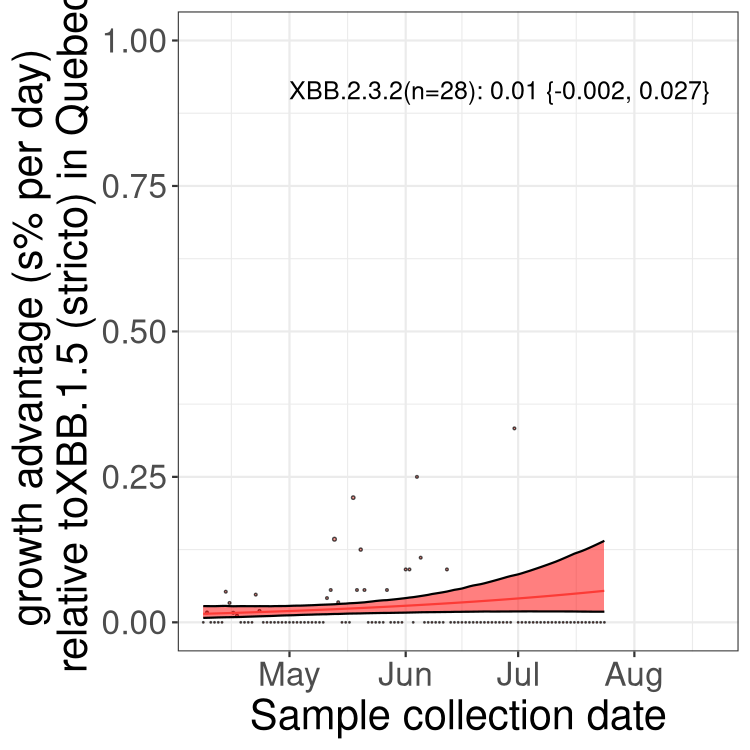 growth advantage (s% per day)
relative toXBB.1.5 (stricto) in Quebec
1.00
0.75
0.50
0.25
0.00
XBB.2.3.2(n=28): 0.01 {-0.002, 0.027}
May Jun Jul Aug
Sample collection date